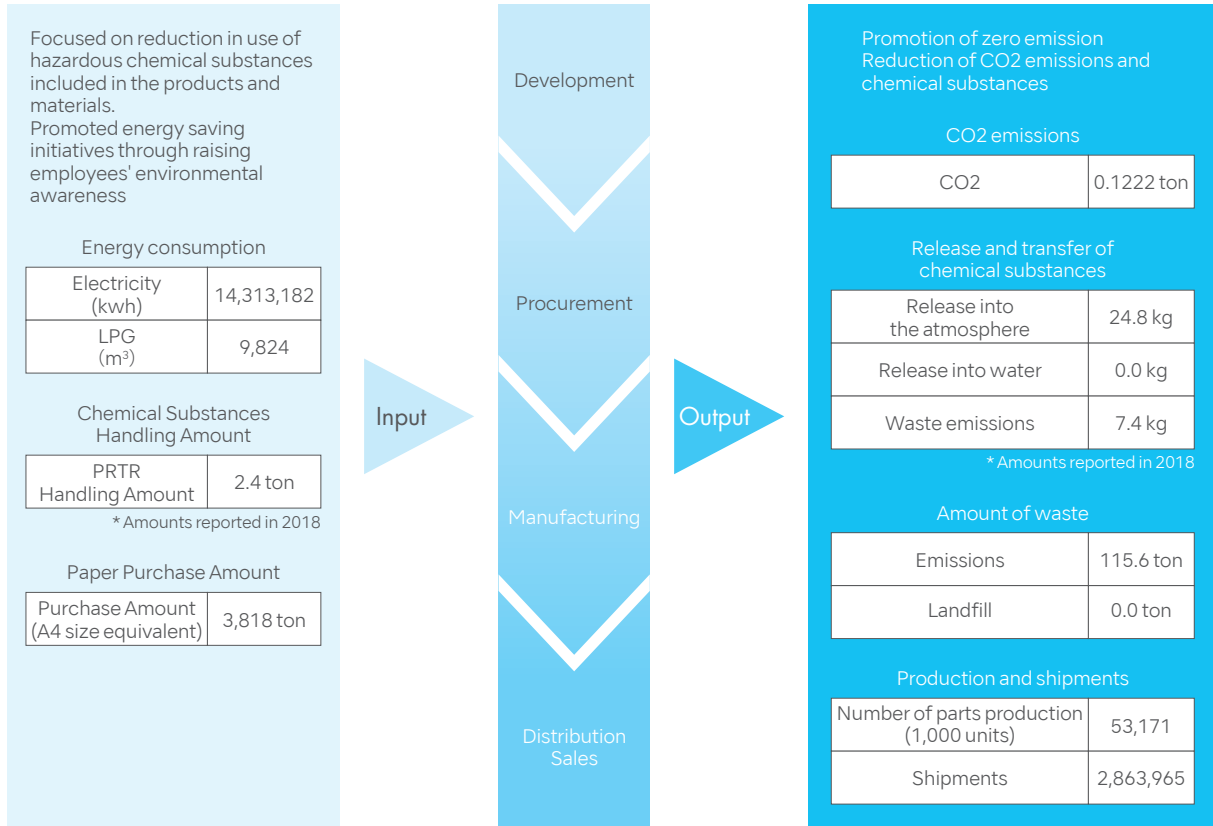 Focused on reduction in use of
hazardous chemical substances
included in the products and
materials.
Promoted energy saving
initiatives through raising
employees' environmental
awareness
Energy consumption
Electricity
(kwh)
14,313,182
LPG
(m³)
9,824
Chemical Substances
Handling Amount
PRTR
Handling Amount
2.4 ton
* Amounts reported in 2018
Paper Purchase Amount
Purchase Amount
(A4 size equivalent)
3,818 ton
Input
Development
Procurement
Manufacturing
Distribution
Sales
Output
Promotion of zero emission
Reduction of CO2 emissions and
chemical substances
CO2 emissions
CO2
0.1222 ton
Release and transfer of
chemical substances
Release into
the atmosphere
24.8 kg
Release into water
0.0 kg
Waste emissions
7.4 kg
* Amounts reported in 2018
Amount of waste
Emissions
115.6 ton
Landfill
0.0 ton
Production and shipments
Number of parts production
(1,000 units)
53,171
Shipments
2,863,965